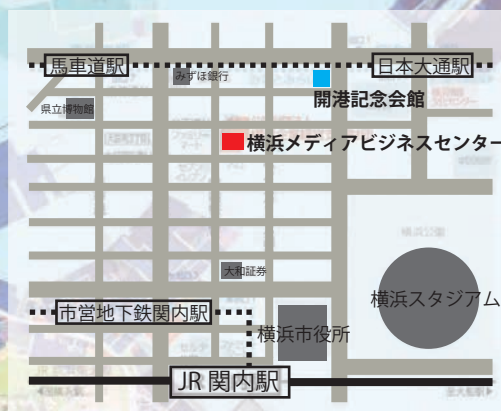 馬車道駅
みずほ銀行
日本大通駅
開港記念会館
県立博物館
横浜メディアビジネスセンター
大和証券
横浜スタジアム
市営地下鉄関内駅
横浜市役所
JR 関内駅